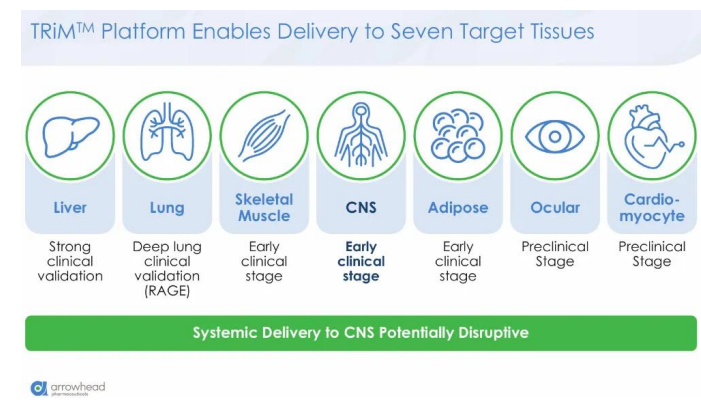 TRiM™ Platform Enables Delivery to Seven Target Tissues
Liver
Lung
Skeletal
Muscle
CNS
Adipose
Ocular
Cardio-
myocyte
Strong
clinical
validation
Deep lung
clinical
validation
(RAGE)
Early
clinical
stage
Early
clinical
stage
Early
clinical
stage
Preclinical
Stage
Preclinical
Stage
Systemic Delivery to CNS Potentially Disruptive
arrowhead
pharmaceuticals